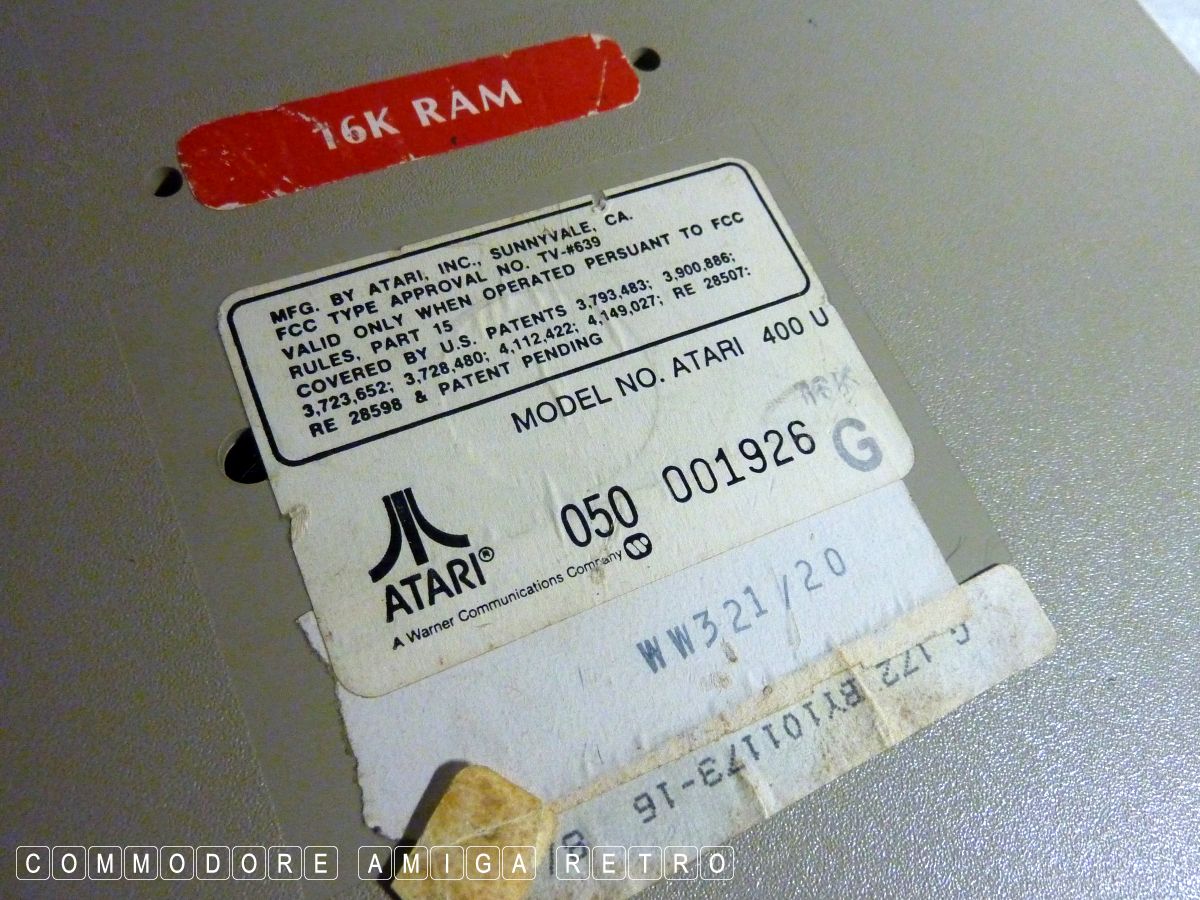 16K RAM
MFG. BY ATARI, INC., SUNNYVALE, CA.
FCC TYPE APPROVAL NO. TV-#639
VALID ONLY WHEN OPERATED PERSUANT TO FCC
RULES, PART 15
COVERED BY U.S. PATENTS 3,793,483; 3,900,886;
3,723,652; 3,728,480; 4,112,422; 4,149,027; RE 28507;
RE 28598 & PATENT PENDING
MODEL NO. ATARI 400 U
16K
050 001926 G
ATARI®
A Warner Communications Company
WW321/20
172 RY101173-16
COMMODORE AMIGA RETRO